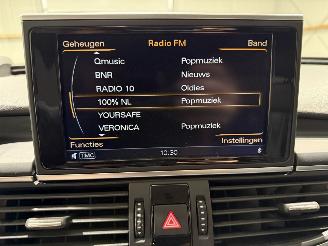 Geheugen Radio FM Band
Qmusic Popmuziek
BNR Nieuws
RADIO 10 Oldies
100% NL Popmuziek
YOURSAFE
VERONICA Popmuziek
Functies Instellingen
TMC 10:30